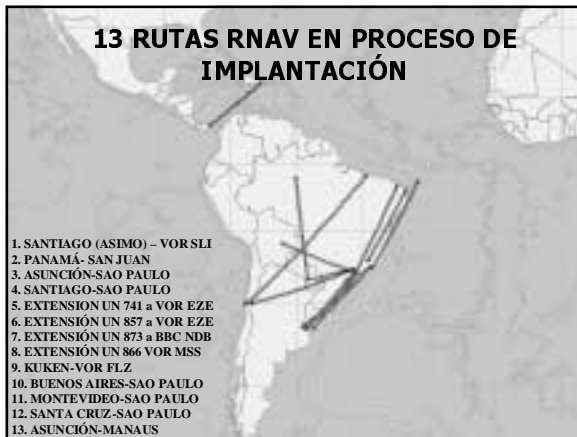 13 RUTAS RNAV EN PROCESO DE
IMPLANTACIÓN
1. SANTIAGO (ASIMO) – VOR SLI
2. PANAMÁ- SAN JUAN
3. ASUNCIÓN-SAO PAULO
4. SANTIAGO-SAO PAULO
5. EXTENSION UN 741 a VOR EZE
6. EXTENSIÓN UN 857 a VOR EZE
7. EXTENSIÓN UN 873 a BBC NDB
8. EXTENSIÓN UN 866 VOR MSS
9. KUKEN-VOR FLZ
10. BUENOS AIRES-SAO PAULO
11. MONTEVIDEO-SAO PAULO
12. SANTA CRUZ-SAO PAULO
13. ASUNCIÓN-MANAUS